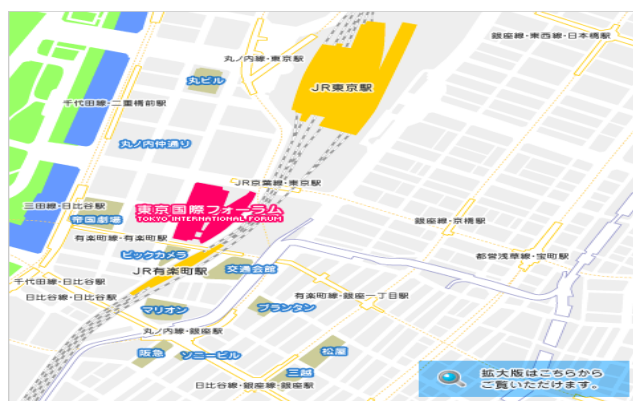 銀座線・東西線・日本橋駅
丸ノ内線・東京駅
丸ビル
JR東京駅
千代田線・二重橋前駅
丸ノ内仲通り
JR京葉線・東京駅
三田線・日比谷駅
東京国際フォーラム
TOKYO INTERNATIONAL FORUM
帝国劇場
銀座線・京橋駅
有楽町線・有楽町駅
ビックカメラ
都営浅草線・宝町駅
JR有楽町駅
交通会館
千代田線・日比谷駅
日比谷線・日比谷駅
有楽町線・銀座一丁目駅
マリオン
プランタン
丸ノ内線・銀座駅
阪急
ソニービル
松屋
三越
日比谷線・銀座線・銀座駅
拡大版はこちらから
ご覧いただけます。